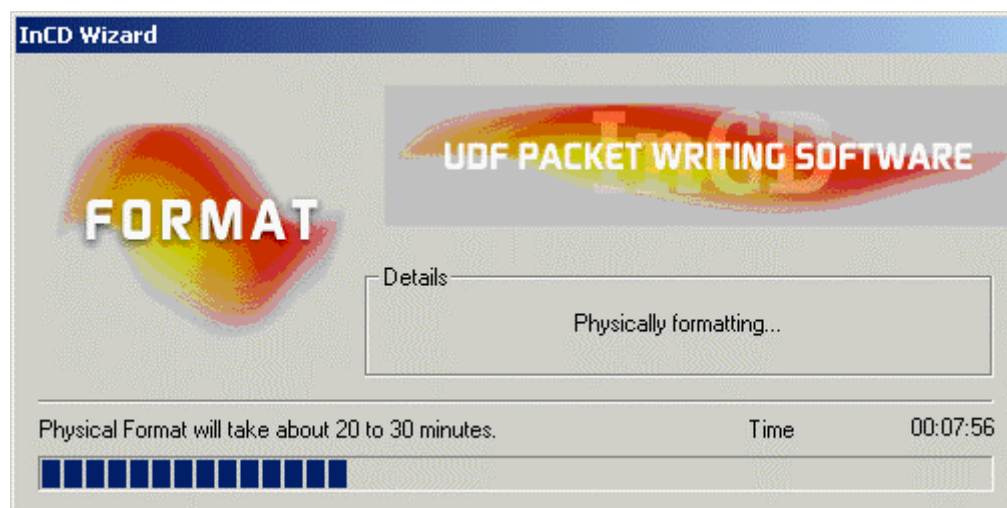 InCD Wizard
InCD
UDF PACKET WRITING SOFTWARE
FORMAT
Details
Physically formatting...
Physical Format will take about 20 to 30 minutes. Time 00:07:56